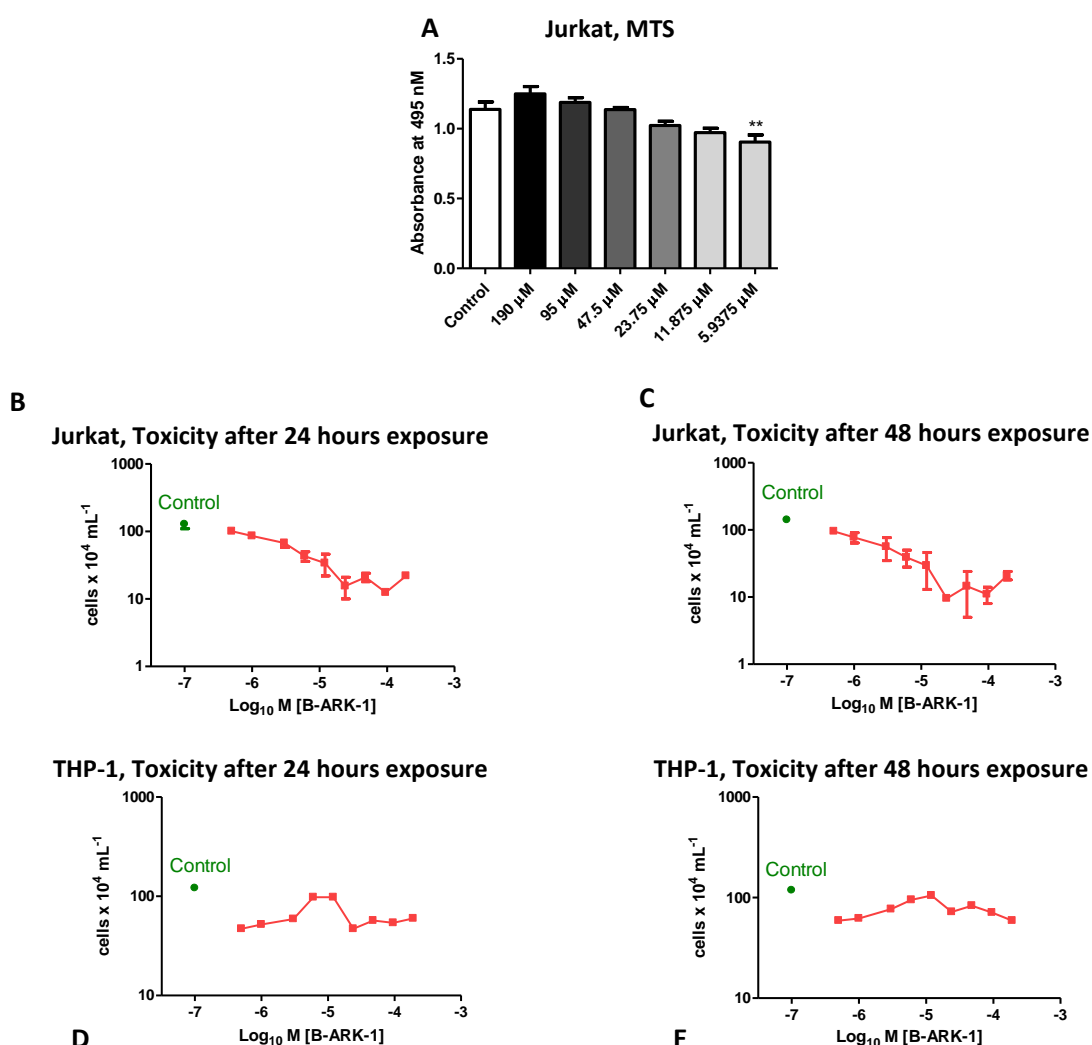 A
Jurkat, MTS
Absorbance at 495 nM
1.5
1.0
0.5
0.0
Control
190 µM
95 µM
47.5 µM
23.75 µM
11.875 µM
5.9375 µM
**
B
Jurkat, Toxicity after 24 hours exposure
cells x 10⁴ mL⁻¹
1000
100
10
1
Control
-7 -6 -5 -4 -3
Log₁₀ M [B-ARK-1]
C
Jurkat, Toxicity after 48 hours exposure
cells x 10⁴ mL⁻¹
1000
100
10
1
Control
-7 -6 -5 -4 -3
Log₁₀ M [B-ARK-1]
THP-1, Toxicity after 24 hours exposure
cells x 10⁴ mL⁻¹
1000
100
10
Control
-7 -6 -5 -4 -3
Log₁₀ M [B-ARK-1]
D
THP-1, Toxicity after 48 hours exposure
cells x 10⁴ mL⁻¹
1000
100
10
Control
-7 -6 -5 -4 -3
Log₁₀ M [B-ARK-1]